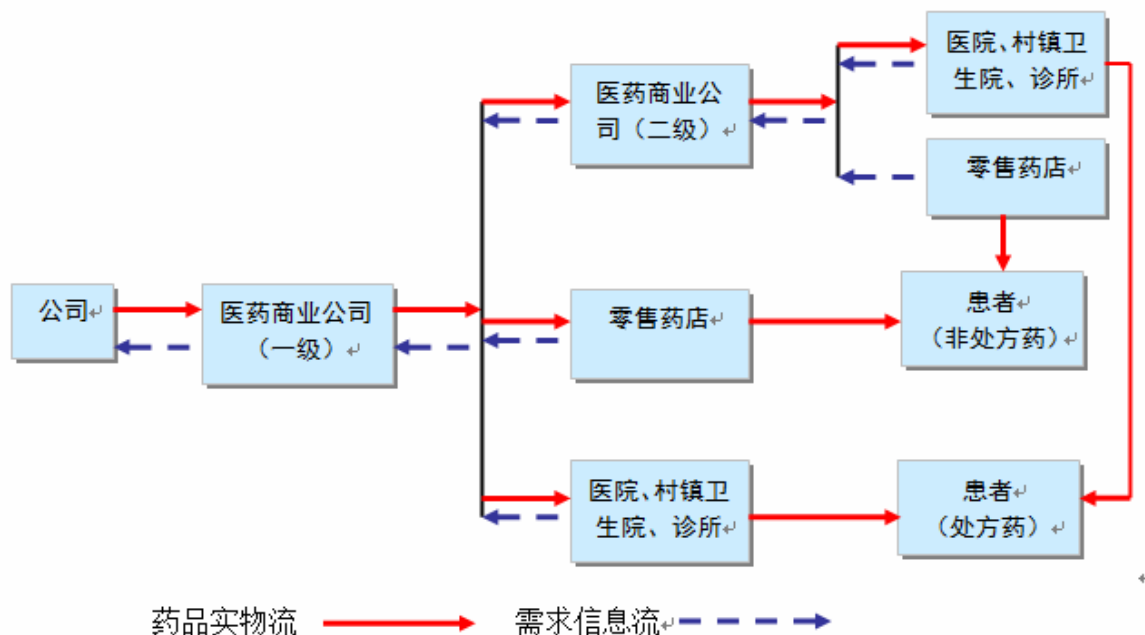 医院、村镇卫
生院、诊所
医药商业公
司（二级）
零售药店
公司
医药商业公司
（一级）
零售药店
患者
（非处方药）
医院、村镇卫
生院、诊所
患者
（处方药）
药品实物流
需求信息流